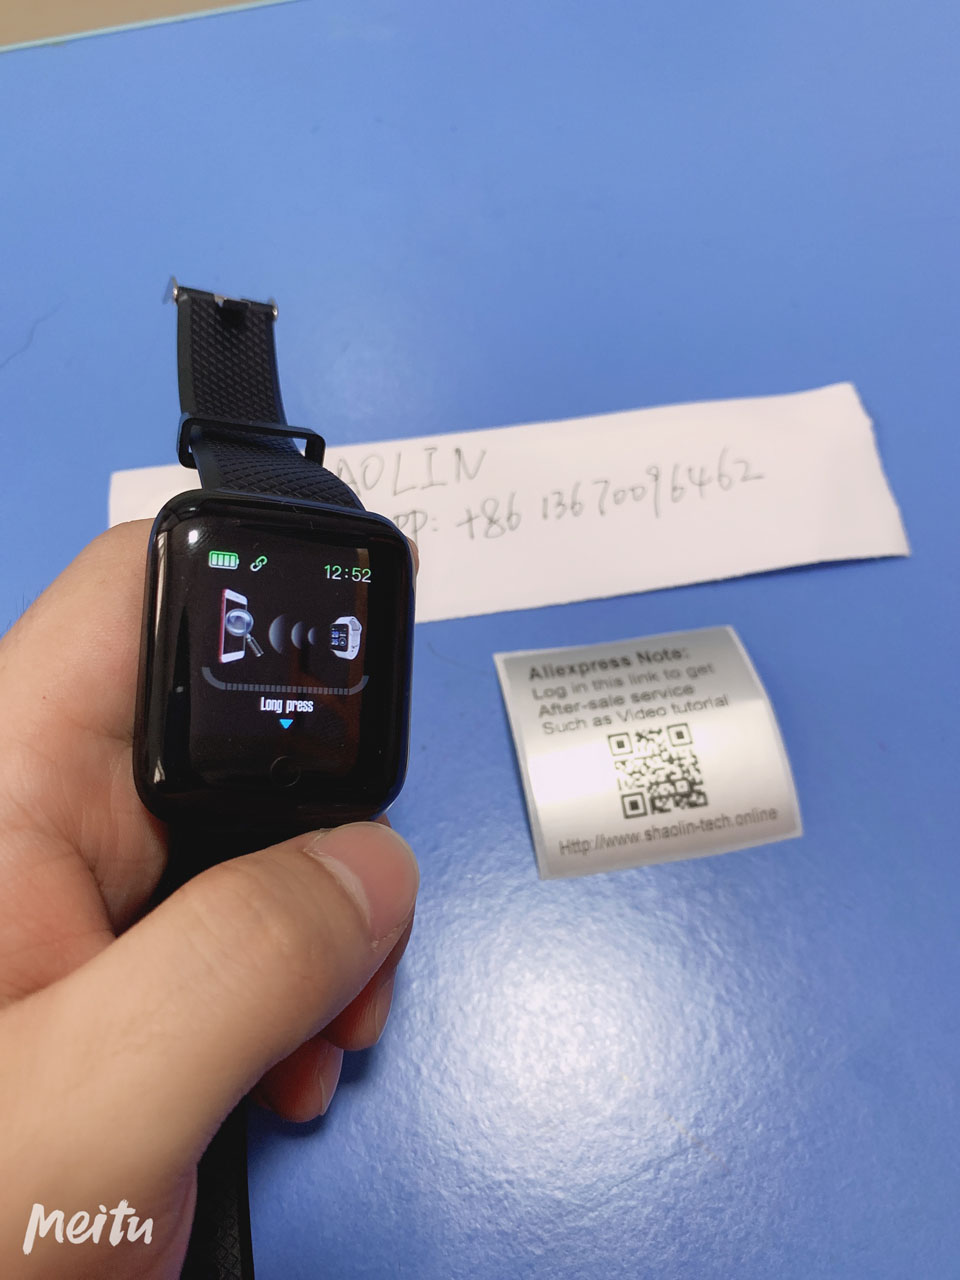 AOLIN
pp: +86 13670096462
12:52
Long press
Aliexpress Note:
Log in this link to get
After-sale service
Such as Video tutorial
Http://www.shaolin-tech.online
Meitu